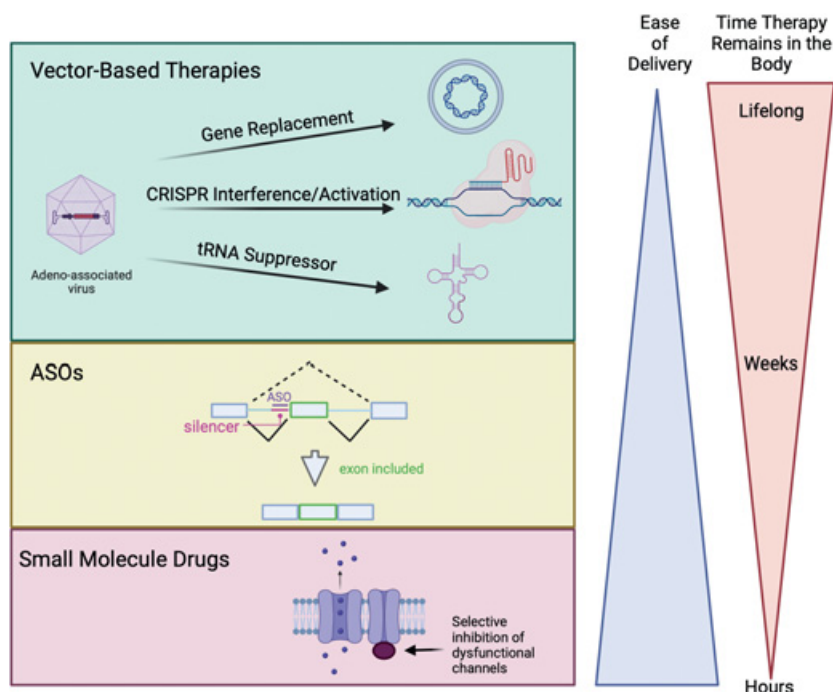 Ease
of
Delivery
Time Therapy
Remains in the
Body
Vector-Based Therapies
Gene Replacement
CRISPR Interference/Activation
tRNA Suppressor
Adeno-associated
virus
Lifelong
ASOs
ASO
silencer
exon included
Weeks
Small Molecule Drugs
Selective
inhibition of
dysfunctional
channels
Hours